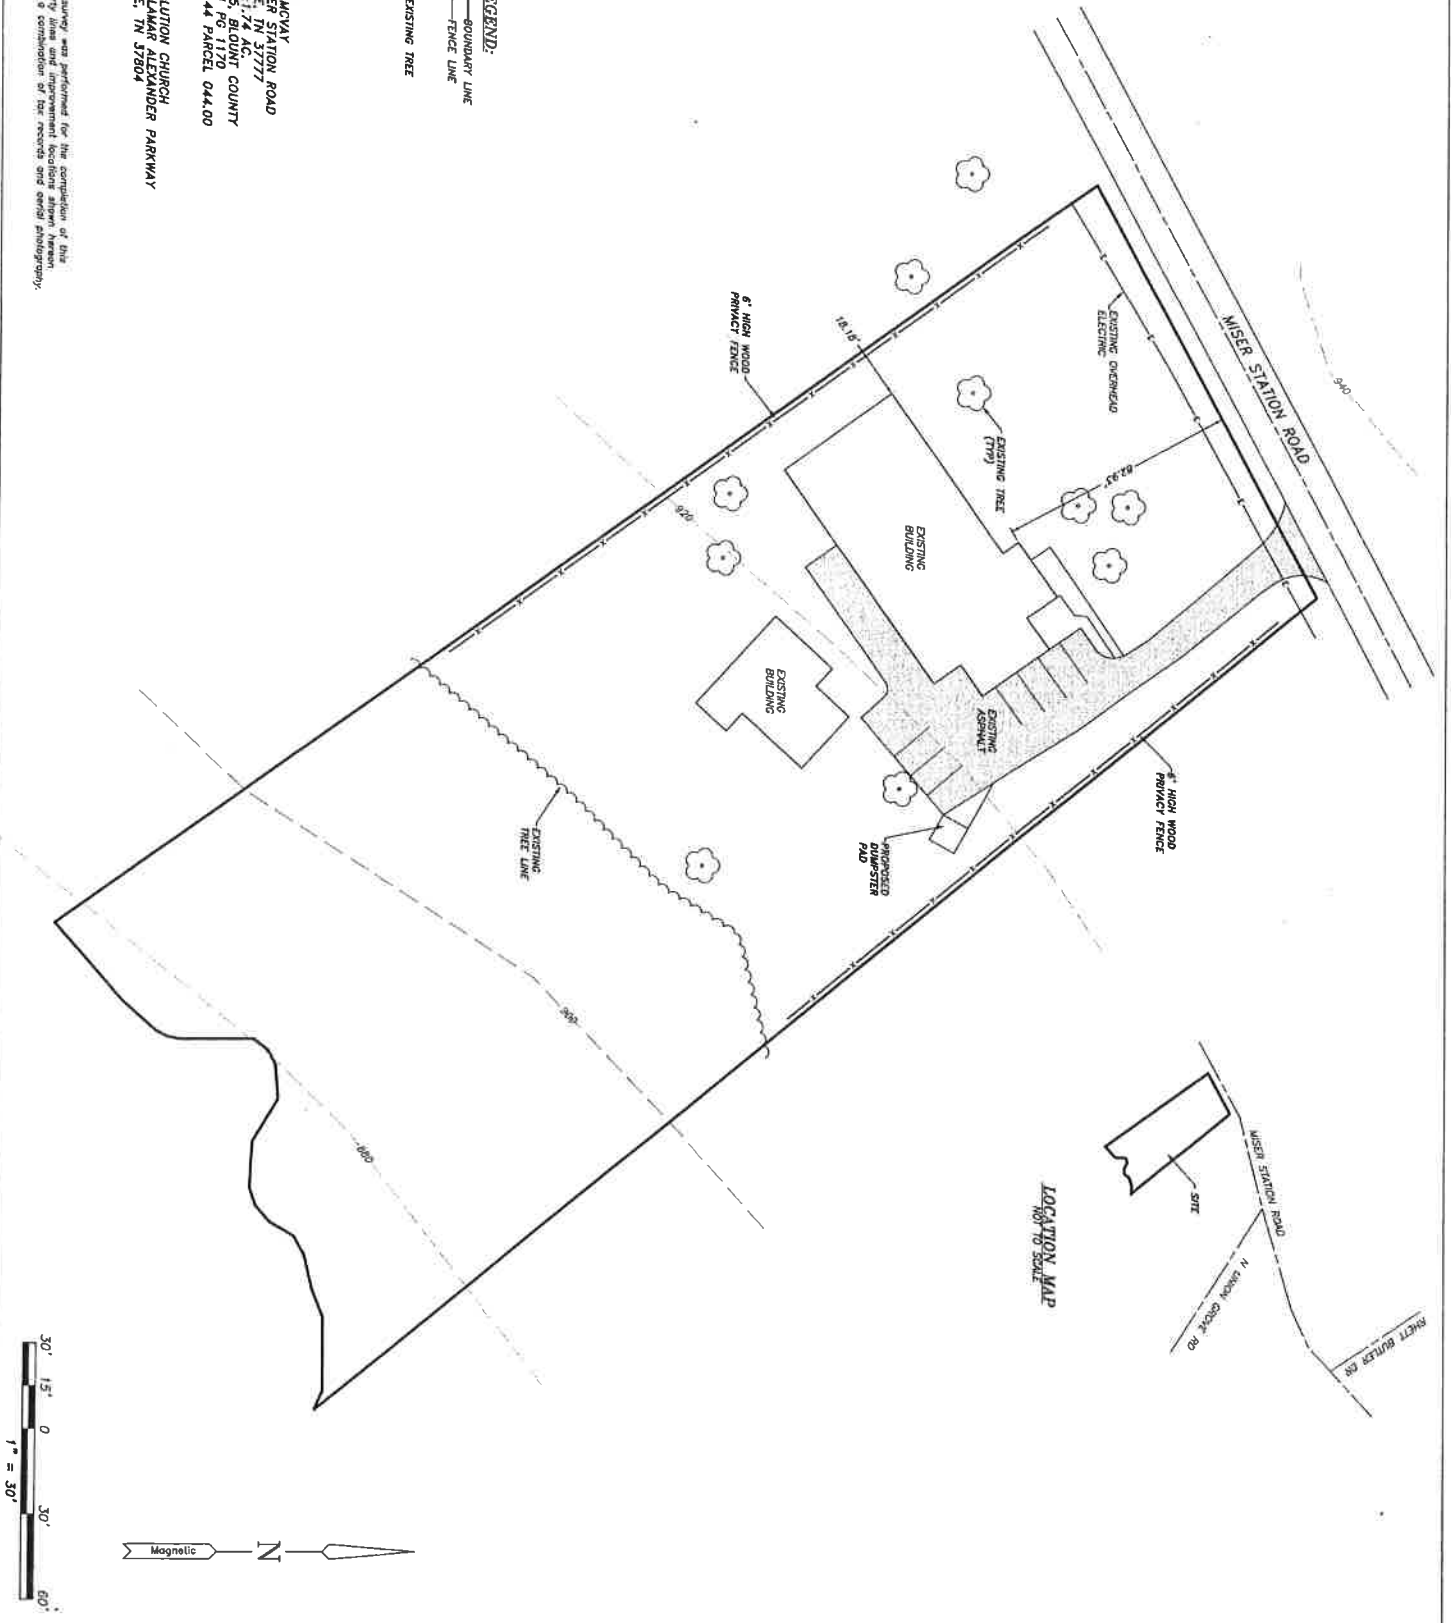 LEGEND:
BOUNDARY LINE
FENCE LINE
EXISTING TREE
MCVAY
STATION ROAD
TN 37777
1.74 AC.
BLOUNT COUNTY
PG 1170
44 PARCEL 044.00
CHURCH
LAMAR ALEXANDER PARKWAY
TN 37804
survey was performed for the completion of this
lines and improvement locations shown hereon
combination of tax records and aerial photography.
MISER STATION ROAD
940
EXISTING OVERHEAD
ELECTRIC
82.93'
EXISTING TREE
(TYP)
18.16'
6' HIGH WOOD
PRIVACY FENCE
EXISTING
BUILDING
920
EXISTING
BUILDING
EXISTING
ASPHALT
6' HIGH WOOD
PRIVACY FENCE
PROPOSED
DUMPSTER
PAD
EXISTING
TREE LINE
900
880
MISER STATION ROAD
SITE
N UNION GROVE RD
RHETT BUTLER DR
LOCATION MAP
NOT TO SCALE
Magnetic
N
30' 15' 0 30' 60'
1" = 30'